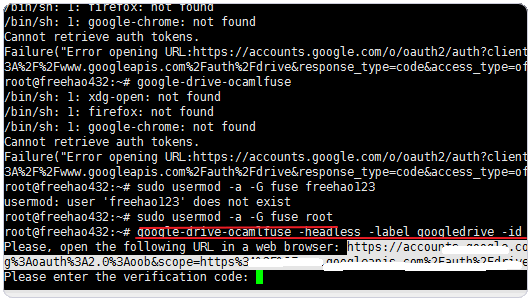 /bin/sh: 1: firefox: not found
/bin/sh: 1: google-chrome: not found
Cannot retrieve auth tokens.
Failure("Error opening URL:https://accounts.google.com/o/oauth2/auth?client
3A%2F%2Fwww.googleapis.com%2Fauth%2Fdrive&response_type=code&access_type=of
root@freehao432:~# google-drive-ocamlfuse
/bin/sh: 1: xdg-open: not found
/bin/sh: 1: firefox: not found
/bin/sh: 1: google-chrome: not found
Cannot retrieve auth tokens.
Failure("Error opening URL:https://accounts.google.com/o/oauth2/auth?client
3A%2F%2Fwww.googleapis.com%2Fauth%2Fdrive&response_type=code&access_type=of
root@freehao432:~# sudo usermod -a -G fuse freehao123
usermod: user 'freehao123' does not exist
root@freehao432:~# sudo usermod -a -G fuse root
root@freehao432:~# google-drive-ocamlfuse -headless -label googledrive -id
Please, open the following URL in a web browser: https://accounts.google.co
g%3Aoauth%3A2.0%3Aoob&scope=https% googleapis.com%2Fauth%2Fdrive
Please enter the verification code: